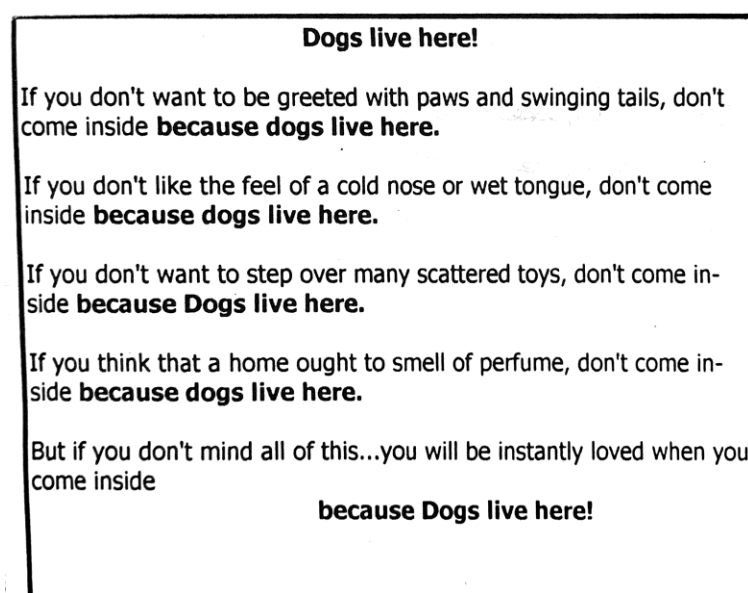 Dogs live here!
If you don't want to be greeted with paws and swinging tails, don't
come inside because dogs live here.
If you don't like the feel of a cold nose or wet tongue, don't come
inside because dogs live here.
If you don't want to step over many scattered toys, don't come in-
side because Dogs live here.
If you think that a home ought to smell of perfume, don't come in-
side because dogs live here.
But if you don't mind all of this...you will be instantly loved when you
come inside
because Dogs live here!